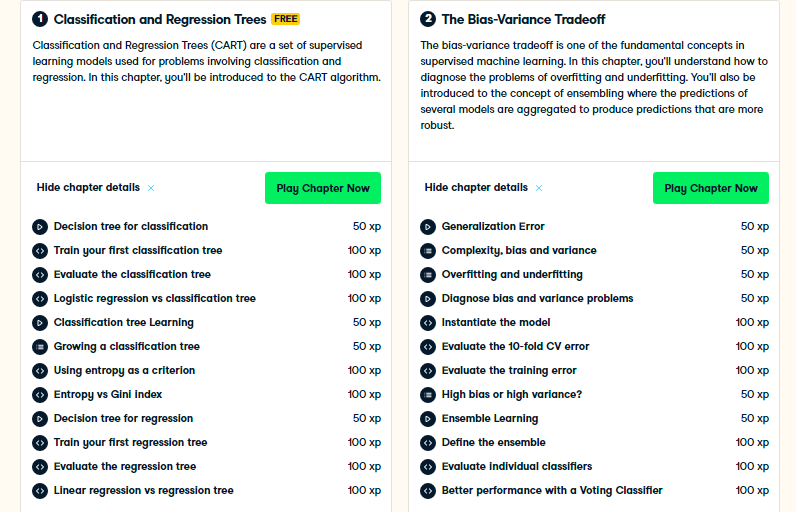 1 Classification and Regression Trees FREE
Classification and Regression Trees (CART) are a set of supervised
learning models used for problems involving classification and
regression. In this chapter, you'll be introduced to the CART algorithm.
Hide chapter details
Play Chapter Now
Decision tree for classification 50 xp
Train your first classification tree 100 xp
Evaluate the classification tree 100 xp
Logistic regression vs classification tree 100 xp
Classification tree Learning 50 xp
Growing a classification tree 50 xp
Using entropy as a criterion 100 xp
Entropy vs Gini index 100 xp
Decision tree for regression 50 xp
Train your first regression tree 100 xp
Evaluate the regression tree 100 xp
Linear regression vs regression tree 100 xp
2 The Bias-Variance Tradeoff
The bias-variance tradeoff is one of the fundamental concepts in
supervised machine learning. In this chapter, you'll understand how to
diagnose the problems of overfitting and underfitting. You'll also be
introduced to the concept of ensembling where the predictions of
several models are aggregated to produce predictions that are more
robust.
Hide chapter details
Play Chapter Now
Generalization Error 50 xp
Complexity, bias and variance 50 xp
Overfitting and underfitting 50 xp
Diagnose bias and variance problems 50 xp
Instantiate the model 100 xp
Evaluate the 10-fold CV error 100 xp
Evaluate the training error 100 xp
High bias or high variance? 50 xp
Ensemble Learning 50 xp
Define the ensemble 100 xp
Evaluate individual classifiers 100 xp
Better performance with a Voting Classifier 100 xp